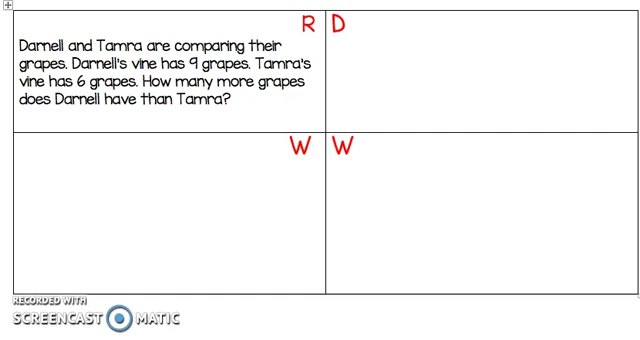 R D
Darnell and Tamra are comparing their
grapes. Darnell's vine has 9 grapes. Tamra's
vine has 6 grapes. How many more grapes
does Darnell have than Tamra?
W W
RECORDED WITH
SCREENCAST MATIC